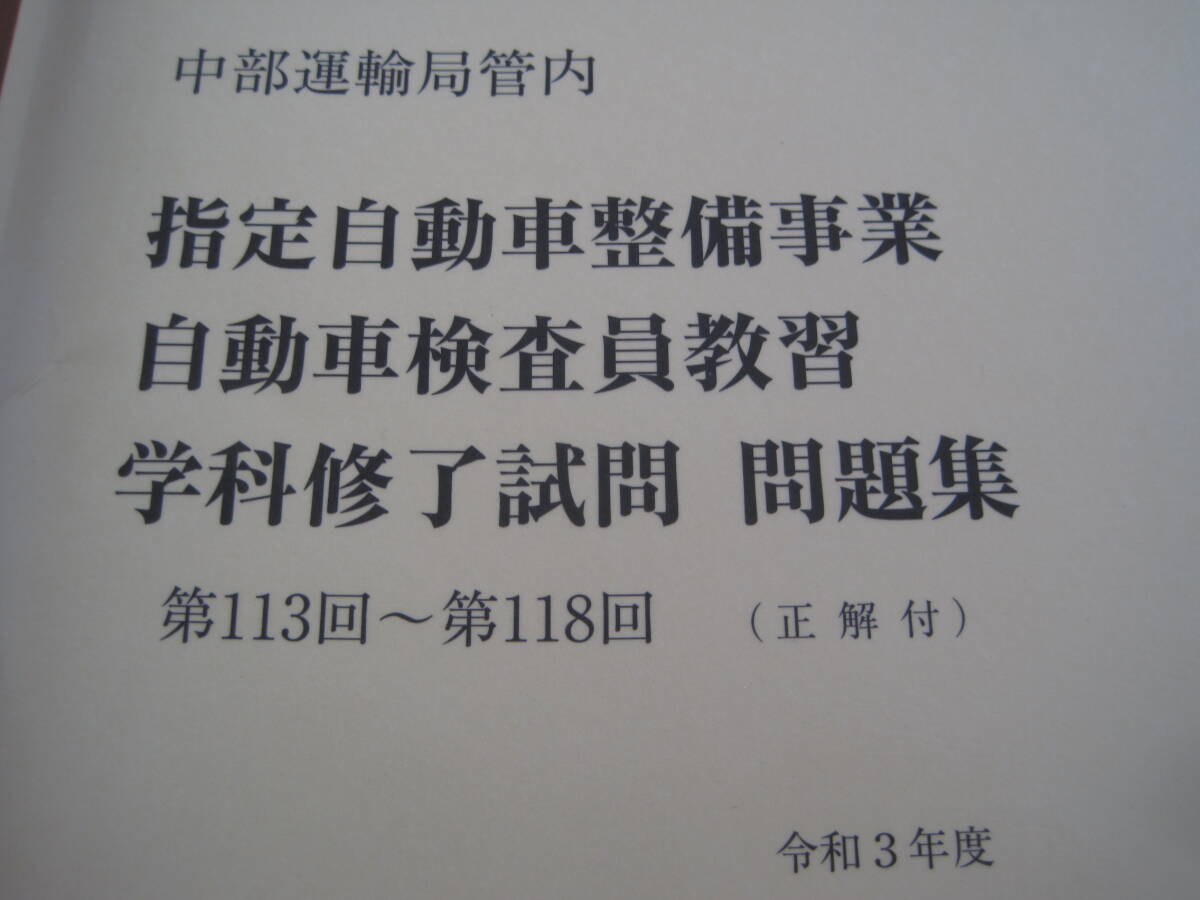 中部運輸局管内
指定自動車整備事業
自動車検査員教習
学科修了試問 問題集
第113回～第118回 （正解付）
令和3年度